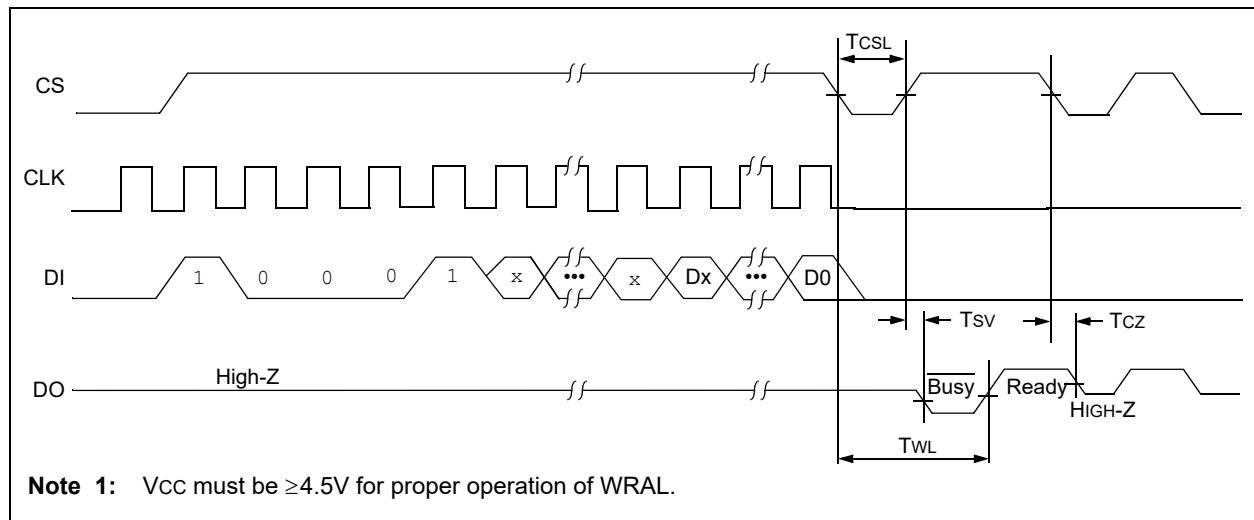 TCSL
CS
CLK
DI 1 0 0 0 1 x ••• x Dx ••• D0
TSV TCZ
High-Z
DO Busy Ready
HIGH-Z
TWL
Note 1: VCC must be ≥4.5V for proper operation of WRAL.